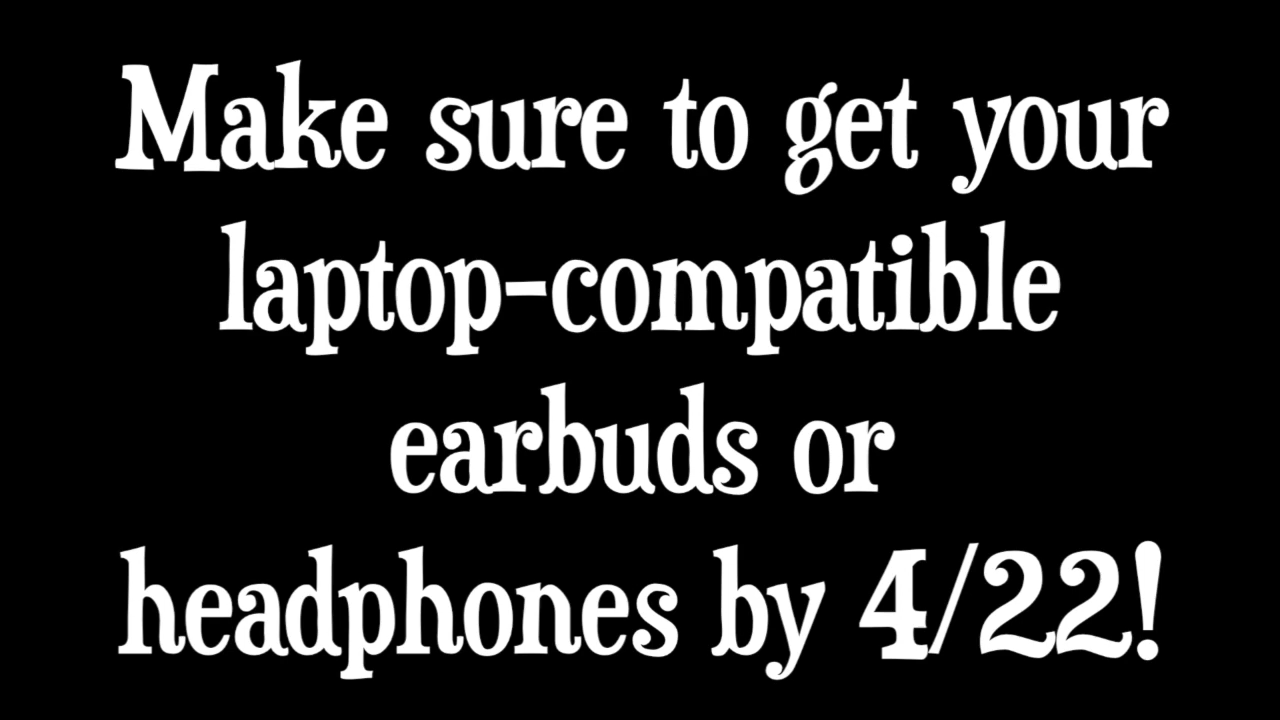 Make sure to get your
laptop-compatible
earbuds or
headphones by 4/22!